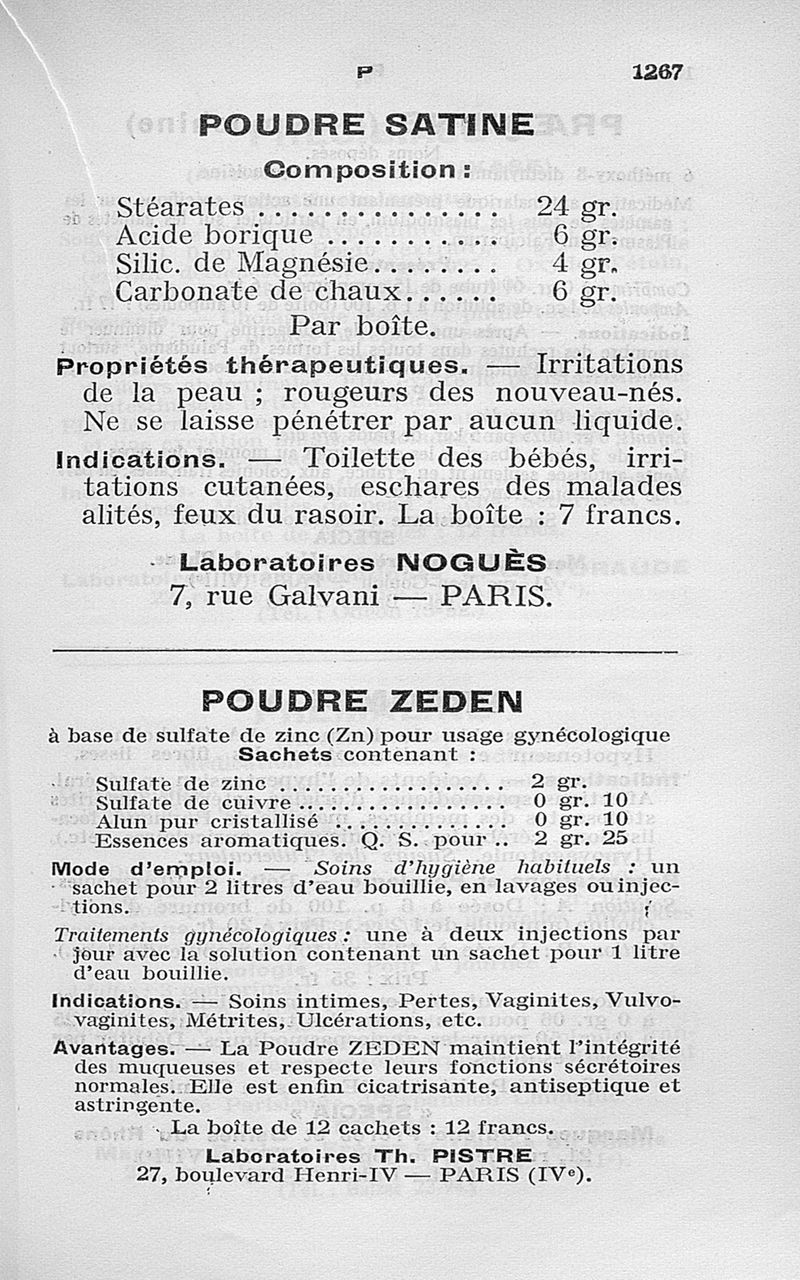 P 1267
POUDRE SATINE
Composition :
Stéarates ............... 24 gr.
Acide borique ........... 6 gr.
Silic. de Magnésie........ 4 gr.
Carbonate de chaux...... 6 gr.
Par boîte.
Propriétés thérapeutiques. — Irritations
de la peau ; rougeurs des nouveau-nés.
Ne se laisse pénétrer par aucun liquide.
Indications. — Toilette des bébés, irri-
tations cutanées, eschares des malades
alités, feux du rasoir. La boîte : 7 francs.
Laboratoires NOGUÈS
7, rue Galvani — PARIS.
POUDRE ZEDEN
à base de sulfate de zinc (Zn) pour usage gynécologique
Sachets contenant :
Sulfate de zinc .................. 2 gr.
Sulfate de cuivre ................ 0 gr. 10
Alun pur cristallisé .............. 0 gr. 10
Essences aromatiques. Q. S. pour .. 2 gr. 25
Mode d'emploi. — Soins d'hygiène habituels : un
sachet pour 2 litres d'eau bouillie, en lavages ou injec-
tions.
Traitements gynécologiques : une à deux injections par
jour avec la solution contenant un sachet pour 1 litre
d'eau bouillie.
Indications. — Soins intimes, Pertes, Vaginites, Vulvo-
vaginites, Métrites, Ulcérations, etc.
Avantages. — La Poudre ZEDEN maintient l'intégrité
des muqueuses et respecte leurs fonctions sécrétoires
normales. Elle est enfin cicatrisante, antiseptique et
astringente.
La boîte de 12 cachets : 12 francs.
Laboratoires Th. PISTRE
27, boulevard Henri-IV — PARIS (IVe).